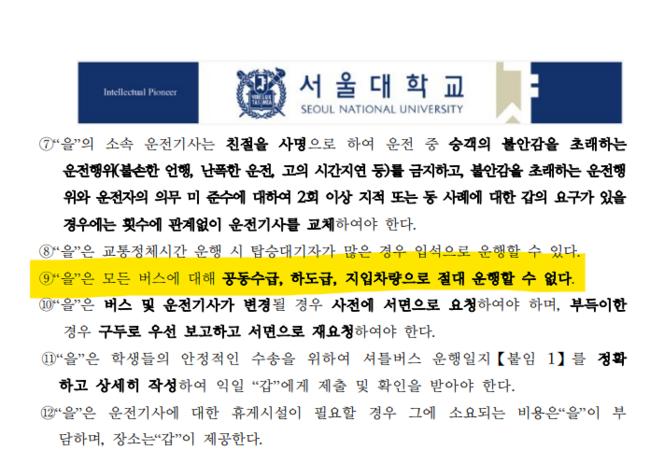 Intellectual Pioneer
서울대학교
SEOUL NATIONAL UNIVERSITY
⑦“을”의 소속 운전기사는 친절을 사명으로 하여 운전 중 승객의 불안감을 초래하는
운전행위(불손한 언행, 난폭한 운전, 고의 시간지연 등)를 금지하고, 불안감을 초래하는 운전행
위와 운전자의 의무 미 준수에 대하여 2회 이상 지적 또는 동 사례에 대한 갑의 요구가 있을
경우에는 횟수에 관계없이 운전기사를 교체하여야 한다.
⑧“을”은 교통정체시간 운행 시 탑승대기자가 많은 경우 입석으로 운행할 수 있다.
⑨“을”은 모든 버스에 대해 공동수급, 하도급, 지입차량으로 절대 운행할 수 없다.
⑩“을”은 버스 및 운전기사가 변경될 경우 사전에 서면으로 요청하여야 하며, 부득이한
경우 구두로 우선 보고하고 서면으로 재요청하여야 한다.
⑪“을”은 학생들의 안정적인 수송을 위하여 셔틀버스 운행일지【붙임 1】를 정확
하고 상세히 작성하여 익일 “갑”에게 제출 및 확인을 받아야 한다.
⑫“을”은 운전기사에 대한 휴게시설이 필요할 경우 그에 소요되는 비용은“을”이 부
담하며, 장소는“갑”이 제공한다.